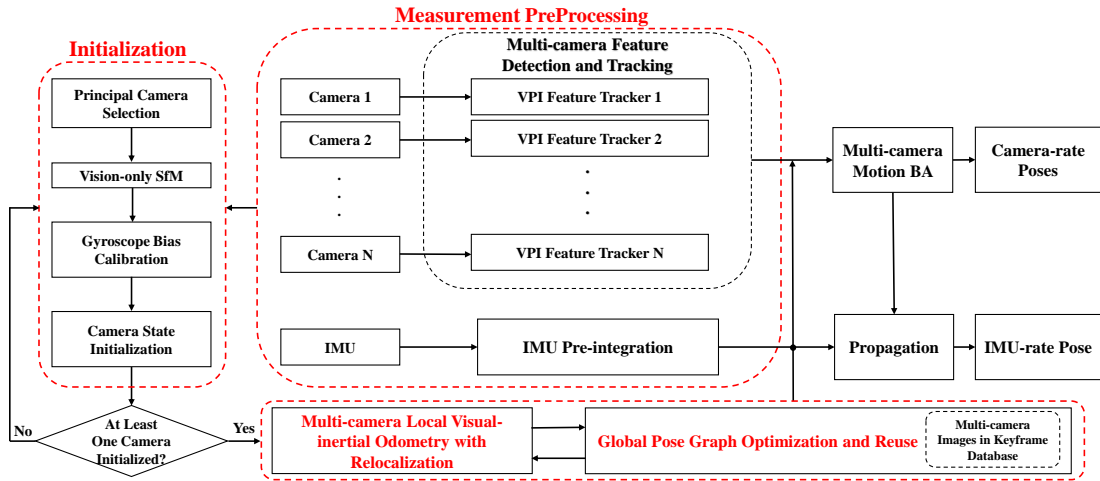 Measurement PreProcessing
Initialization
Principal Camera
Selection
Vision-only SfM
Gyroscope Bias
Calibration
Camera State
Initialization
No
At Least
One Camera
Initialized?
Yes
Multi-camera Feature
Detection and Tracking
Camera 1
VPI Feature Tracker 1
Camera 2
VPI Feature Tracker 2
Camera N
VPI Feature Tracker N
IMU
IMU Pre-integration
Multi-camera
Motion BA
Camera-rate
Poses
Propagation
IMU-rate Pose
Multi-camera Local Visual-
inertial Odometry with
Relocalization
Global Pose Graph Optimization and Reuse
Multi-camera
Images in Keyframe
Database